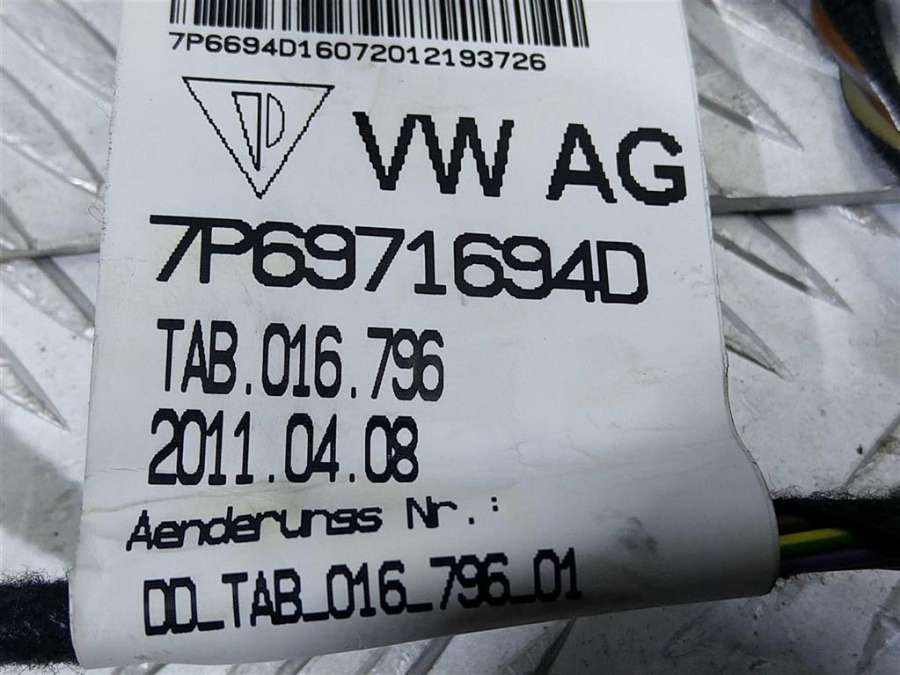 7P6694D16072012193726
VW AG
7P6971694D
TAB.016.796
2011.04.08
Aenderungs Nr.:
DD_TAB_016_796_01